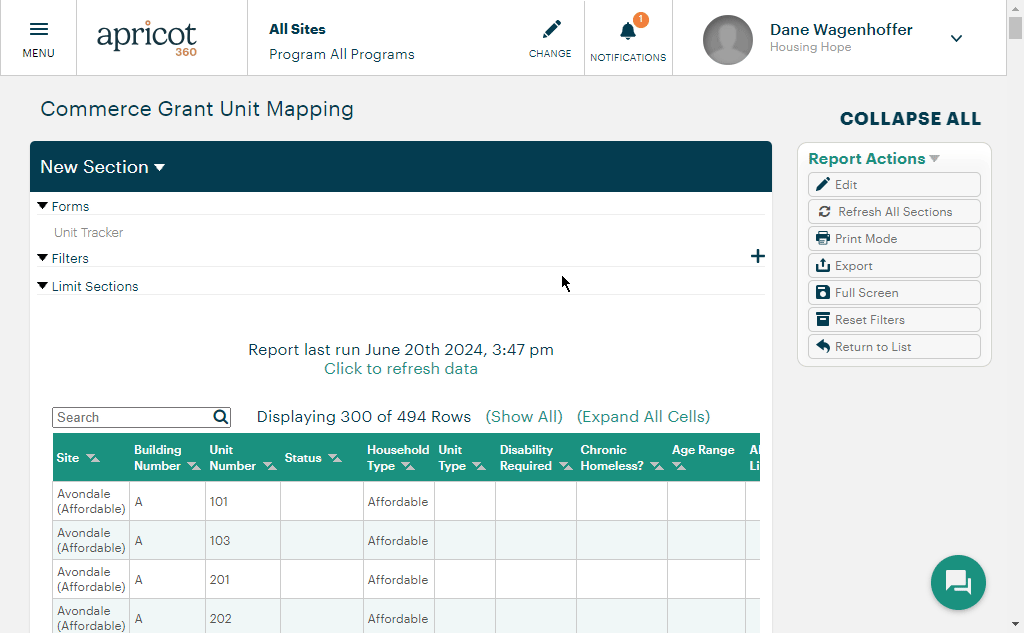 MENU
apricot
360
All Sites
Program All Programs
CHANGE
1
NOTIFICATIONS
Dane Wagenhoffer
Housing Hope
Commerce Grant Unit Mapping
COLLAPSE ALL
New Section
Forms
Unit Tracker
Filters
Limit Sections
Report Actions
Edit
Refresh All Sections
Print Mode
Export
Full Screen
Reset Filters
Return to List
Report last run June 20th 2024, 3:47 pm
Click to refresh data
Search
Displaying 300 of 494 Rows (Show All) (Expand All Cells)
Site Building Number Unit Number Status Household Type Unit Type Disability Required Chronic Homeless? Age Range
Avondale (Affordable) A 101 Affordable
Avondale (Affordable) A 103 Affordable
Avondale (Affordable) A 201 Affordable
Avondale (Affordable) A 202 Affordable